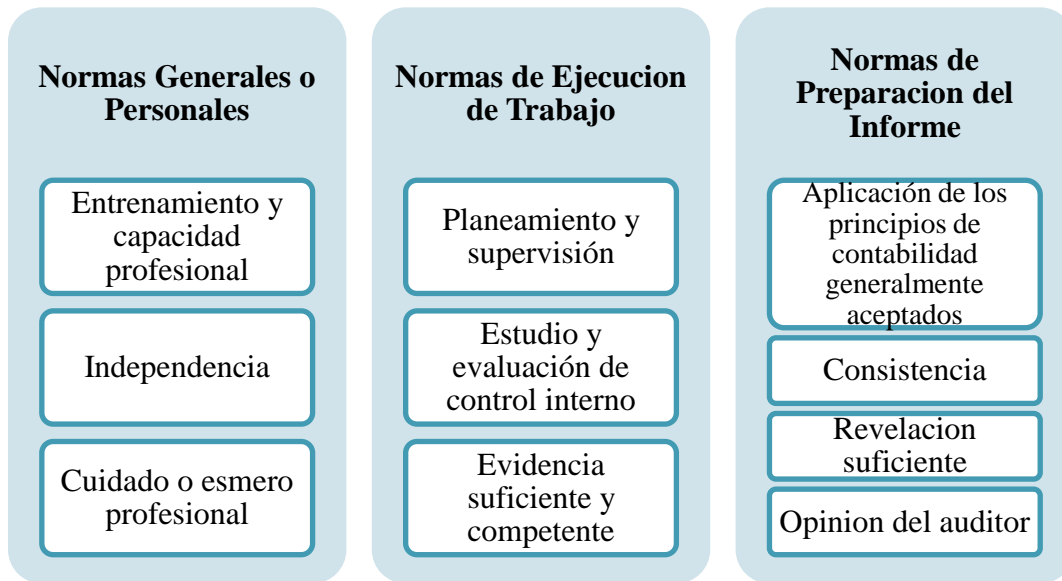 Normas Generales o
Personales
Entrenamiento y
capacidad
profesional
Independencia
Cuidado o esmero
profesional
Normas de Ejecucion
de Trabajo
Planeamiento y
supervisión
Estudio y
evaluación de
control interno
Evidencia
suficiente y
competente
Normas de
Preparacion del
Informe
Aplicación de los
principios de
contabilidad
generalmente
aceptados
Consistencia
Revelacion
suficiente
Opinion del auditor